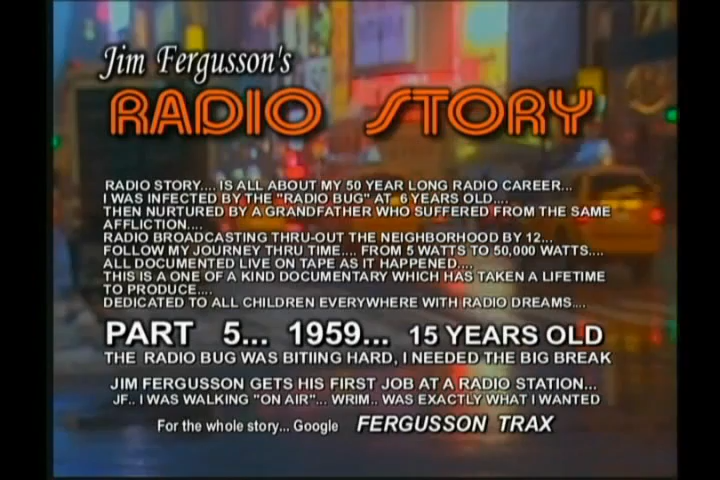 Jim Fergusson's
RADIO STORY
RADIO STORY.... IS ALL ABOUT MY 50 YEAR LONG RADIO CAREER...
I WAS INFECTED BY THE "RADIO BUG" AT 6 YEARS OLD....
THEN NURTURED BY A GRANDFATHER WHO SUFFERED FROM THE SAME
AFFLICTION....
RADIO BROADCASTING THRU-OUT THE NEIGHBORHOOD BY 12...
FOLLOW MY JOURNEY THRU TIME.... FROM 5 WATTS TO 50,000 WATTS....
ALL DOCUMENTED LIVE ON TAPE AS IT HAPPENED....
THIS IS A ONE OF A KIND DOCUMENTARY WHICH HAS TAKEN A LIFETIME
TO PRODUCE....
DEDICATED TO ALL CHILDREN EVERYWHERE WITH RADIO DREAMS....
PART 5... 1959... 15 YEARS OLD
THE RADIO BUG WAS BITIING HARD, I NEEDED THE BIG BREAK
JIM FERGUSSON GETS HIS FIRST JOB AT A RADIO STATION...
JF.. I WAS WALKING "ON AIR"... WRIM.. WAS EXACTLY WHAT I WANTED
For the whole story... Google FERGUSSON TRAX